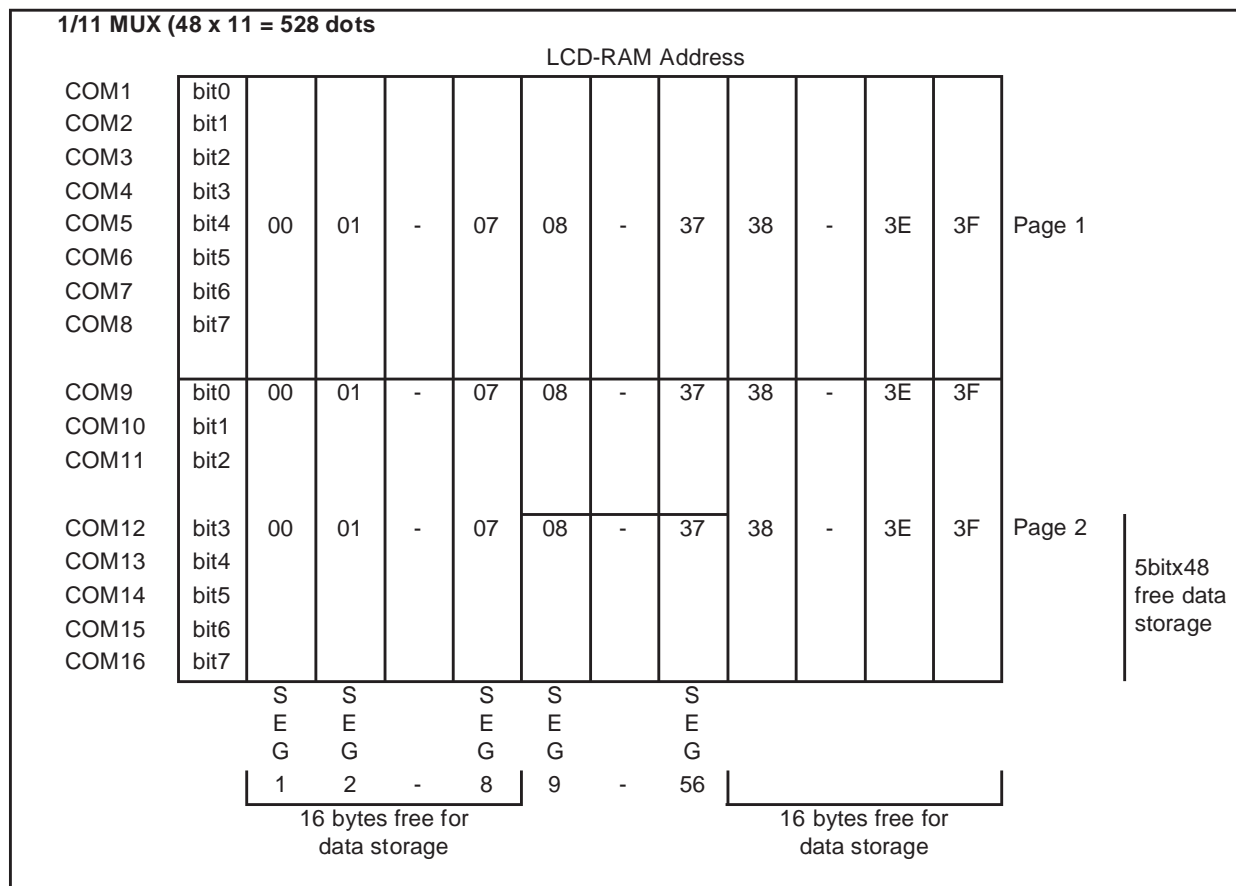 1/11 MUX (48 x 11 = 528 dots
LCD-RAM Address
COM1 bit0
COM2 bit1
COM3 bit2
COM4 bit3
COM5 bit4 00 01 - 07 08 - 37 38 - 3E 3F Page 1
COM6 bit5
COM7 bit6
COM8 bit7
COM9 bit0 00 01 - 07 08 - 37 38 - 3E 3F
COM10 bit1
COM11 bit2
COM12 bit3 00 01 - 07 08 - 37 38 - 3E 3F Page 2
COM13 bit4
COM14 bit5
COM15 bit6
COM16 bit7
5bitx48
free data
storage
S S S S S
E E E E E
G G G G G
1 2 - 8 9 - 56
16 bytes free for
data storage
16 bytes free for
data storage